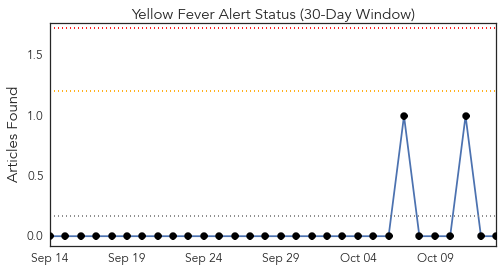 Yellow Fever Alert Status (30-Day Window)
Articles Found
1.5
1.0
0.5
0.0
Sep 14 Sep 19 Sep 24 Sep 29 Oct 04 Oct 09